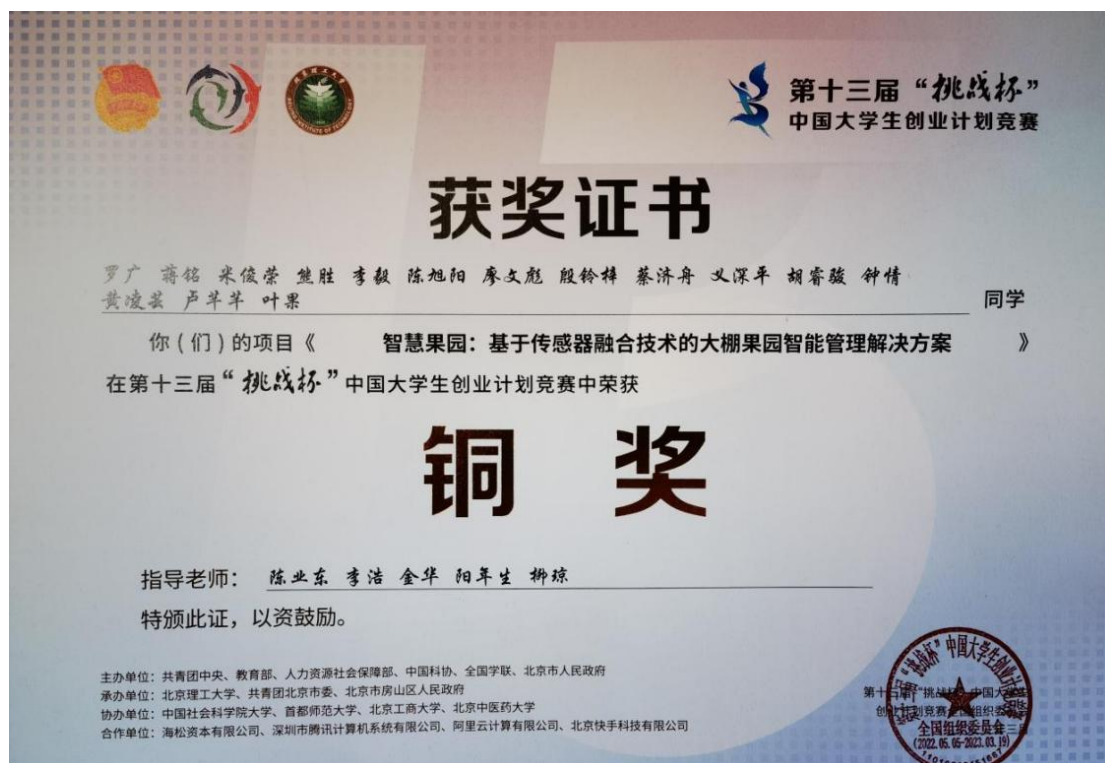 第十三届“挑战杯”
中国大学生创业计划竞赛
获奖证书
罗广 蒋铭 米俊荣 熊胜 李毅 陈旭阳 廖文彪 殷铃梓 蔡济舟 义深平 胡睿骏 钟情
黄凌芸 卢芊芊 叶果 同学
你(们)的项目《 智慧果园:基于传感器融合技术的大棚果园智能管理解决方案 》
在第十三届“挑战杯”中国大学生创业计划竞赛中荣获
铜 奖
指导老师: 陈业东 李浩 金华 阳年生 柳琼
特颁此证,以资鼓励。
主办单位:共青团中央、教育部、人力资源社会保障部、中国科协、全国学联、北京市人民政府
承办单位:北京理工大学、共青团北京市委、北京市房山区人民政府
协办单位:中国社会科学院大学、首都师范大学、北京工商大学、北京中医药大学
合作单位:海松资本有限公司、深圳市腾讯计算机系统有限公司、阿里云计算有限公司、北京快手科技有限公司
全国组织委员会
(2022.05.05-2023.03.19)